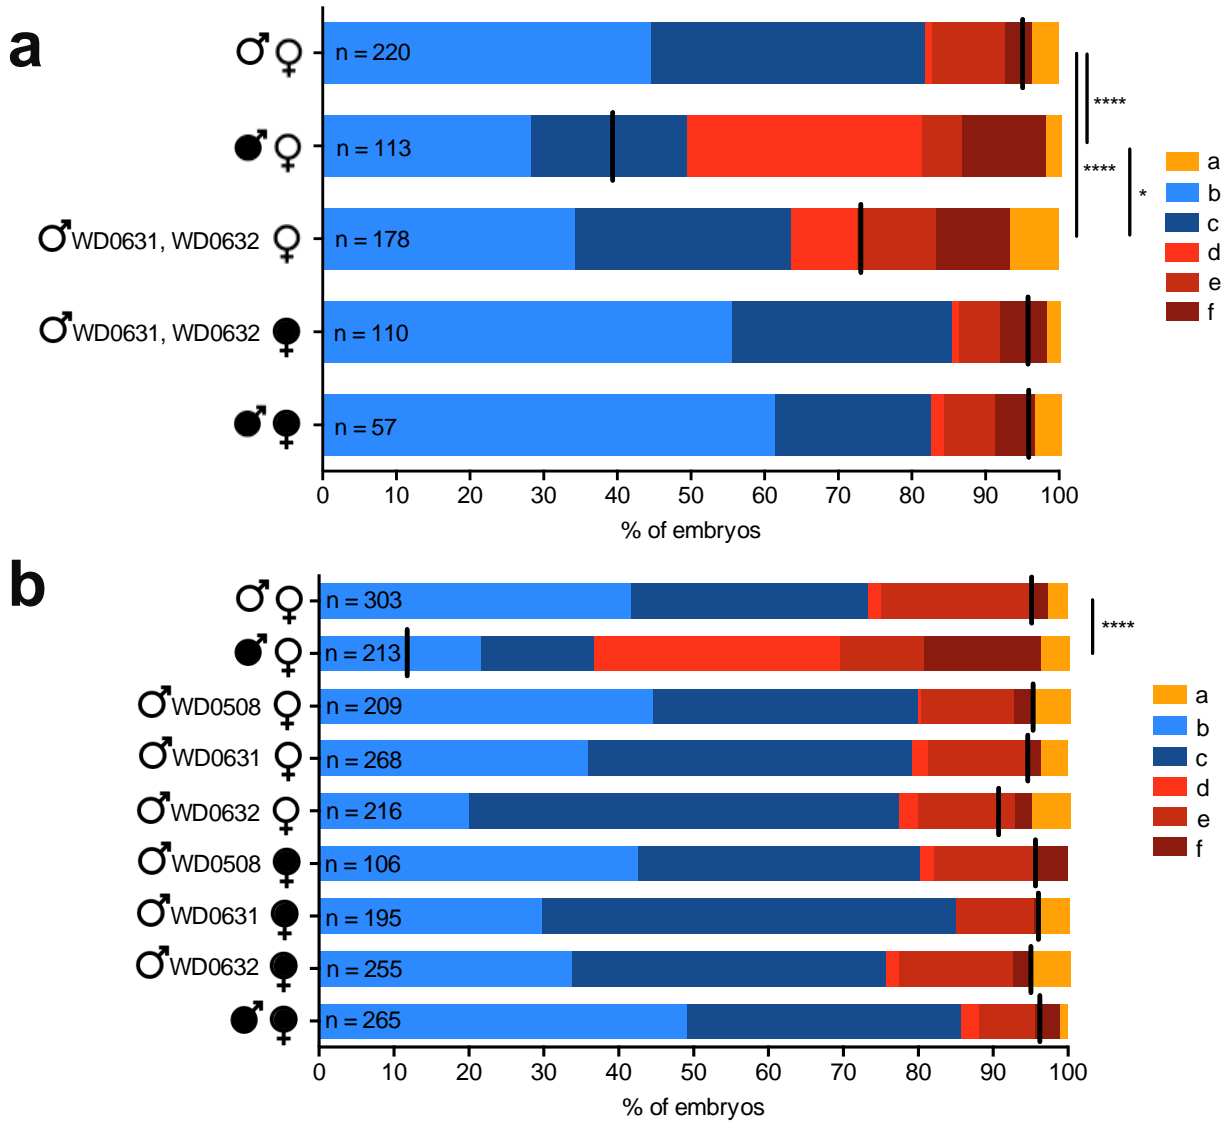 a
n = 220
n = 113
WD0631, WD0632 n = 178
WD0631, WD0632 n = 110
n = 57
****
****
*
a
b
c
d
e
f
0 10 20 30 40 50 60 70 80 90 100
% of embryos
b
n = 303
n = 213
WD0508 n = 209
WD0631 n = 268
WD0632 n = 216
WD0508 n = 106
WD0631 n = 195
WD0632 n = 255
n = 265
****
a
b
c
d
e
f
0 10 20 30 40 50 60 70 80 90 100
% of embryos